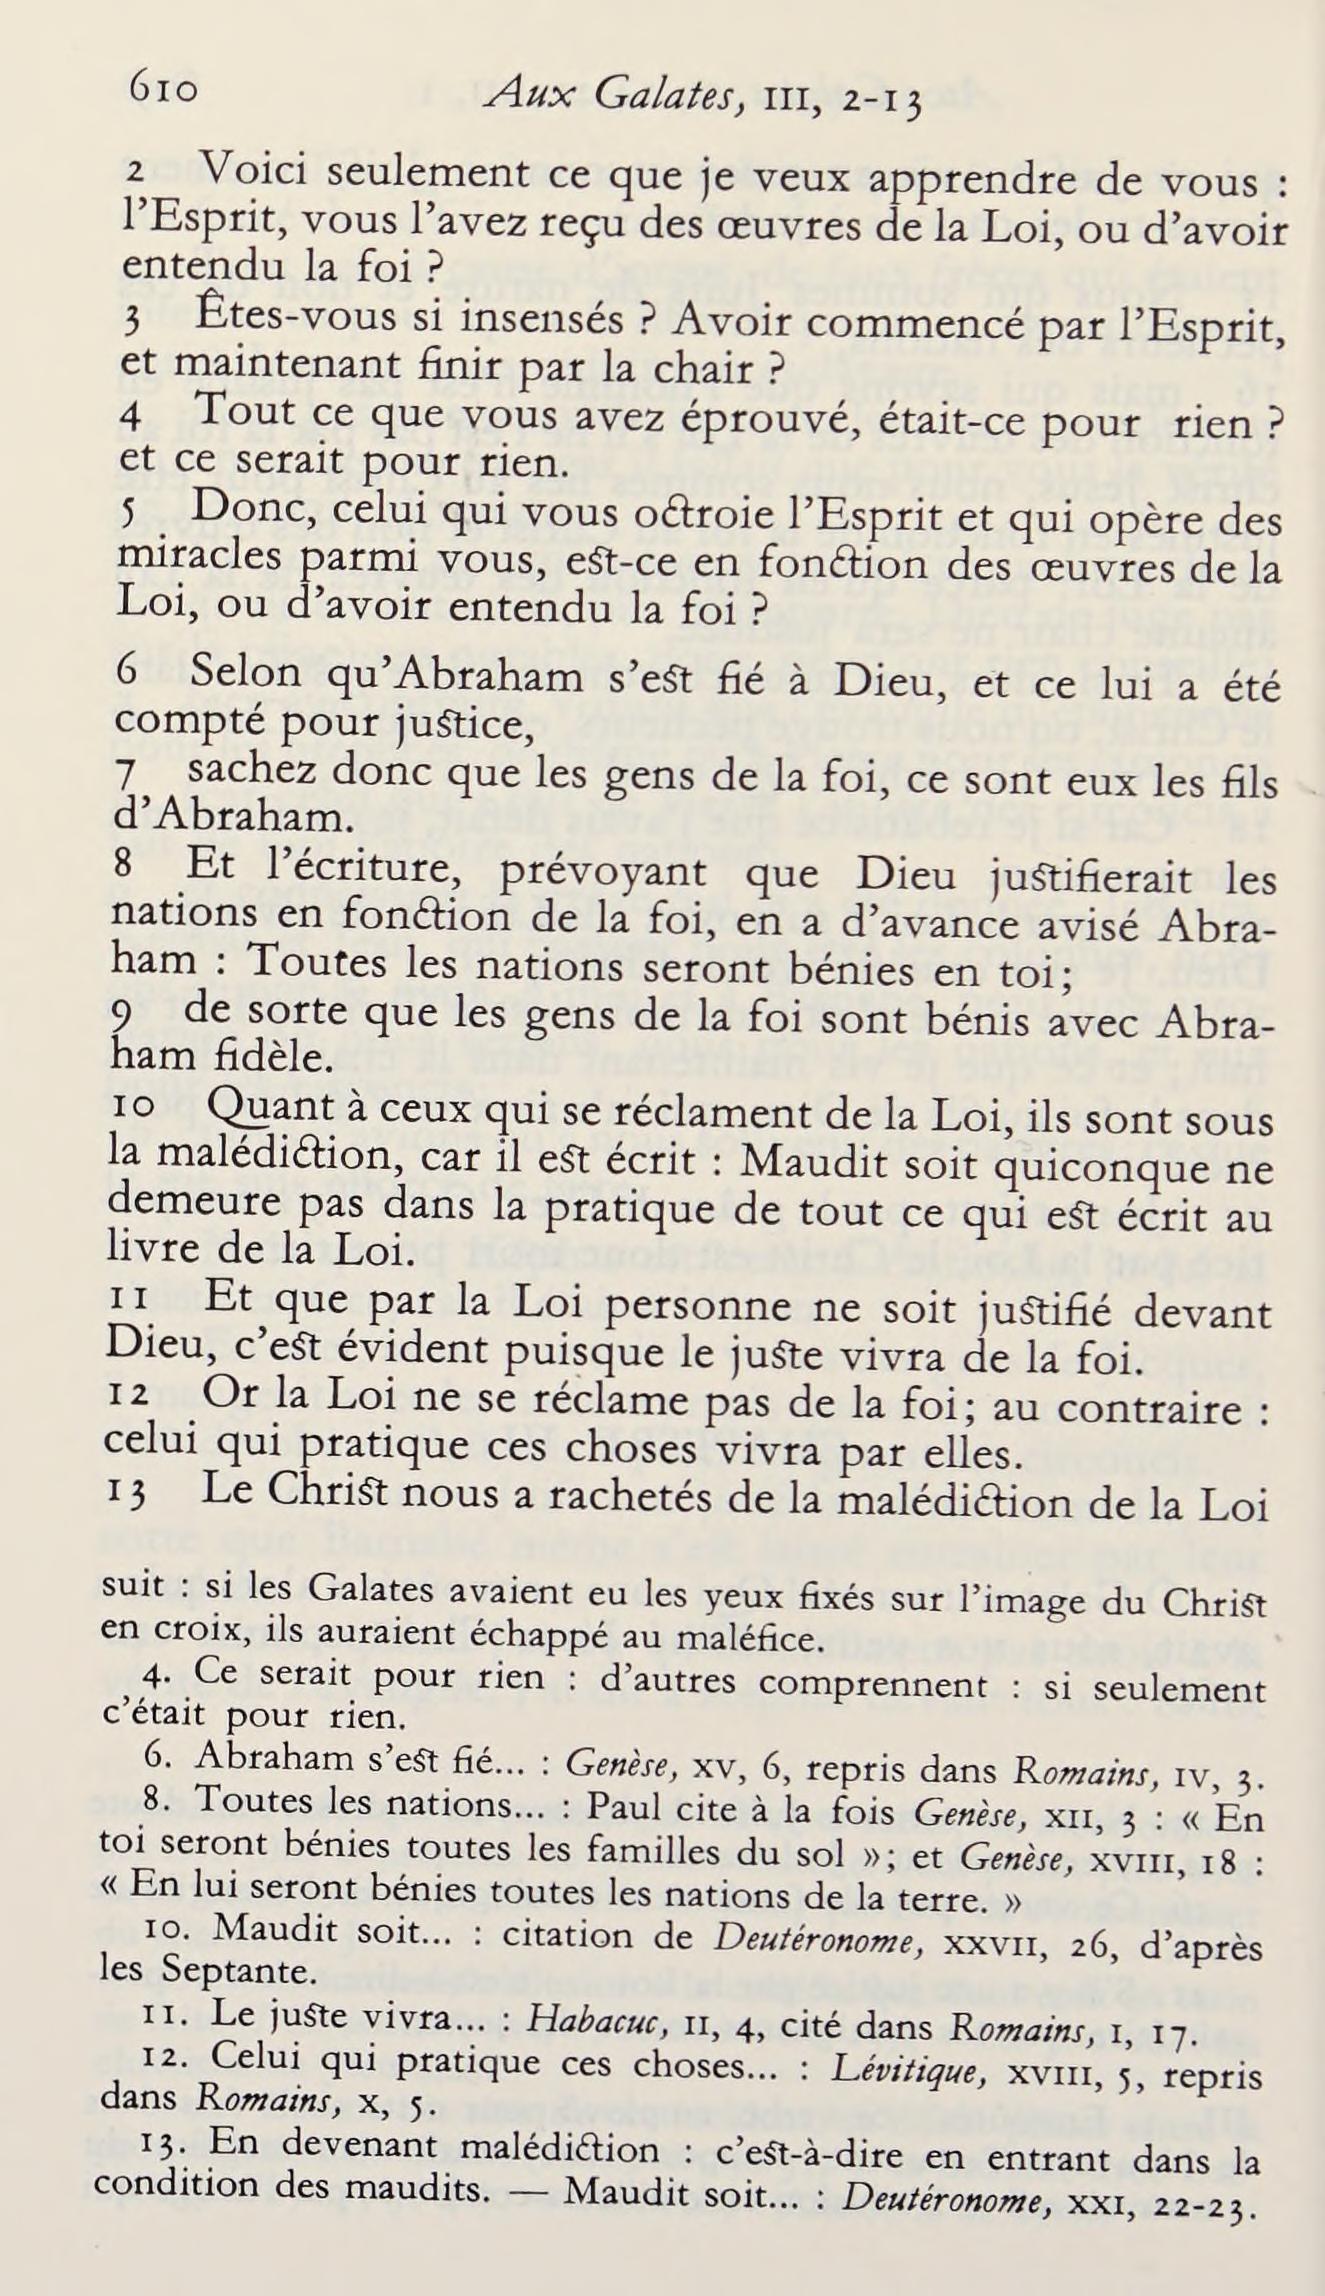 610 Aux Galates, III, 2-13
2 Voici seulement ce que je veux apprendre de vous :
l’Esprit, vous l’avez reçu des œuvres de la Loi, ou d’avoir
entendu la foi ?
3 Êtes-vous si insensés ? Avoir commencé par l’Esprit,
et maintenant finir par la chair ?
4 Tout ce que vous avez éprouvé, était-ce pour rien ?
et ce serait pour rien.
5 Donc, celui qui vous octroie l’Esprit et qui opère des
miracles parmi vous, est-ce en fonction des œuvres de la
Loi, ou d’avoir entendu la foi ?
6 Selon qu’Abraham s’est fié à Dieu, et ce lui a été
compté pour justice,
7 sachez donc que les gens de la foi, ce sont eux les fils
d’Abraham.
8 Et l’écriture, prévoyant que Dieu justifierait les
nations en fonction de la foi, en a d’avance avisé Abra-
ham : Toutes les nations seront bénies en toi;
9 de sorte que les gens de la foi sont bénis avec Abra-
ham fidèle.
10 Quant à ceux qui se réclament de la Loi, ils sont sous
la malédiction, car il est écrit : Maudit soit quiconque ne
demeure pas dans la pratique de tout ce qui est écrit au
livre de la Loi.
11 Et que par la Loi personne ne soit justifié devant
Dieu, c’est évident puisque le juste vivra de la foi.
12 Or la Loi ne se réclame pas de la foi; au contraire :
celui qui pratique ces choses vivra par elles.
13 Le Christ nous a rachetés de la malédiction de la Loi
suit : si les Galates avaient eu les yeux fixés sur l’image du Christ
en croix, ils auraient échappé au maléfice.
4. Ce serait pour rien : d’autres comprennent : si seulement
c’était pour rien.
6. Abraham s’est fié... : Genèse, XV, 6, repris dans Romains, IV, 3.
8. Toutes les nations... : Paul cite à la fois Genèse, XII, 3 : « En
toi seront bénies toutes les familles du sol »; et Genèse, XVIII, 18 :
« En lui seront bénies toutes les nations de la terre. »
10. Maudit soit... : citation de Deutéronome, XXVII, 26, d’après
les Septante.
11. Le juste vivra... : Habacuc, II, 4, cité dans Romains, I, 17.
12. Celui qui pratique ces choses... : Lévitique, XVIII, 5, repris
dans Romains, X, 5.
13. En devenant malédiction : c’est-à-dire en entrant dans la
condition des maudits. — Maudit soit... : Deutéronome, XXI, 22-23.